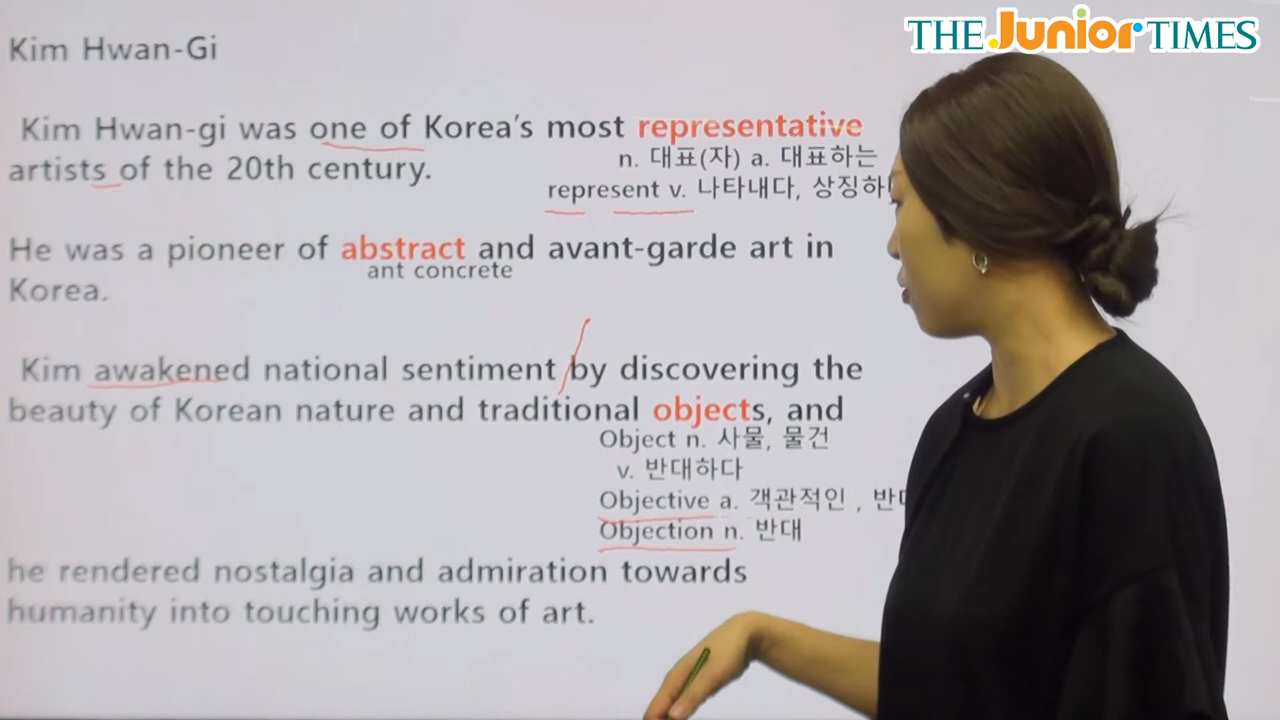 THE Junior TIMES
Kim Hwan-Gi
Kim Hwan-gi was one of Korea's most representative
n. 대표(자) a. 대표하는
artists of the 20th century.
represent v. 나타내다, 상징하
He was a pioneer of abstract and avant-garde art in
ant concrete
Korea.
Kim awakened national sentiment by discovering the
beauty of Korean nature and traditional objects, and
Object n. 사물, 물건
v. 반대하다
Objective a. 객관적인 ,
Objection n. 반대
he rendered nostalgia and admiration towards
humanity into touching works of art.